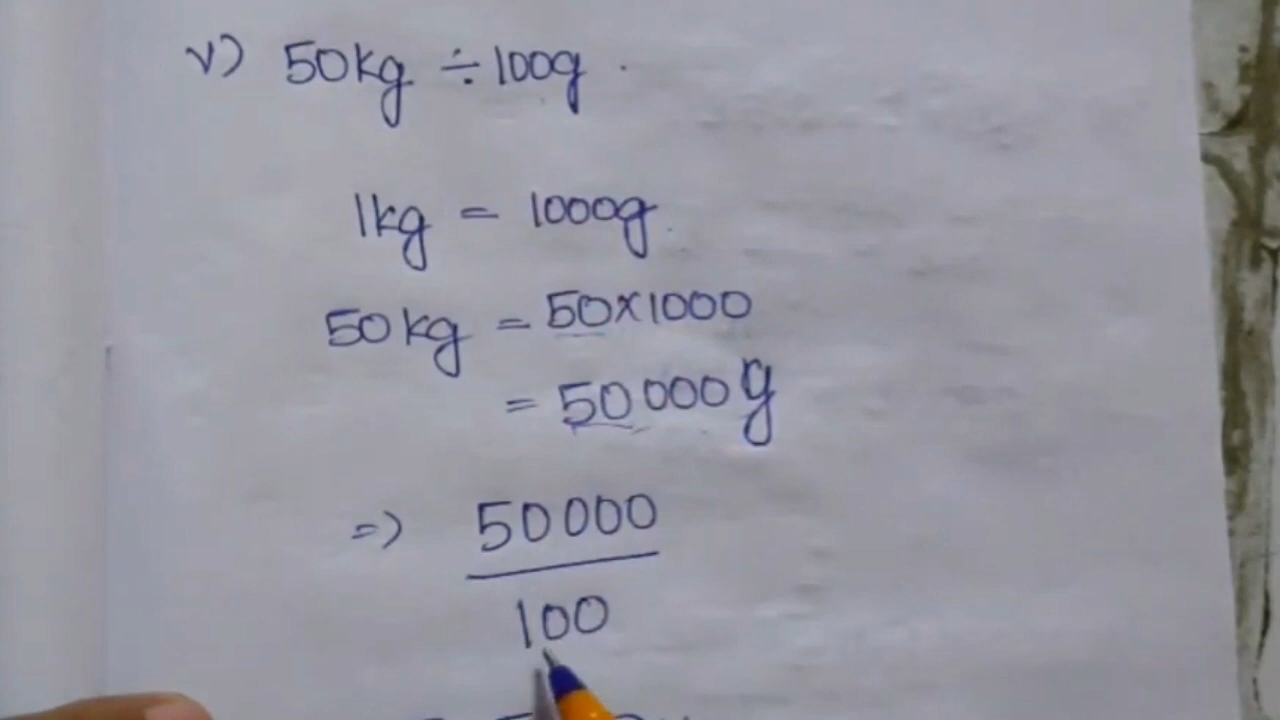 v) 50kg ÷ 100g.
1kg = 1000g.
50kg = 50×1000
= 50000g
=> 50000
100